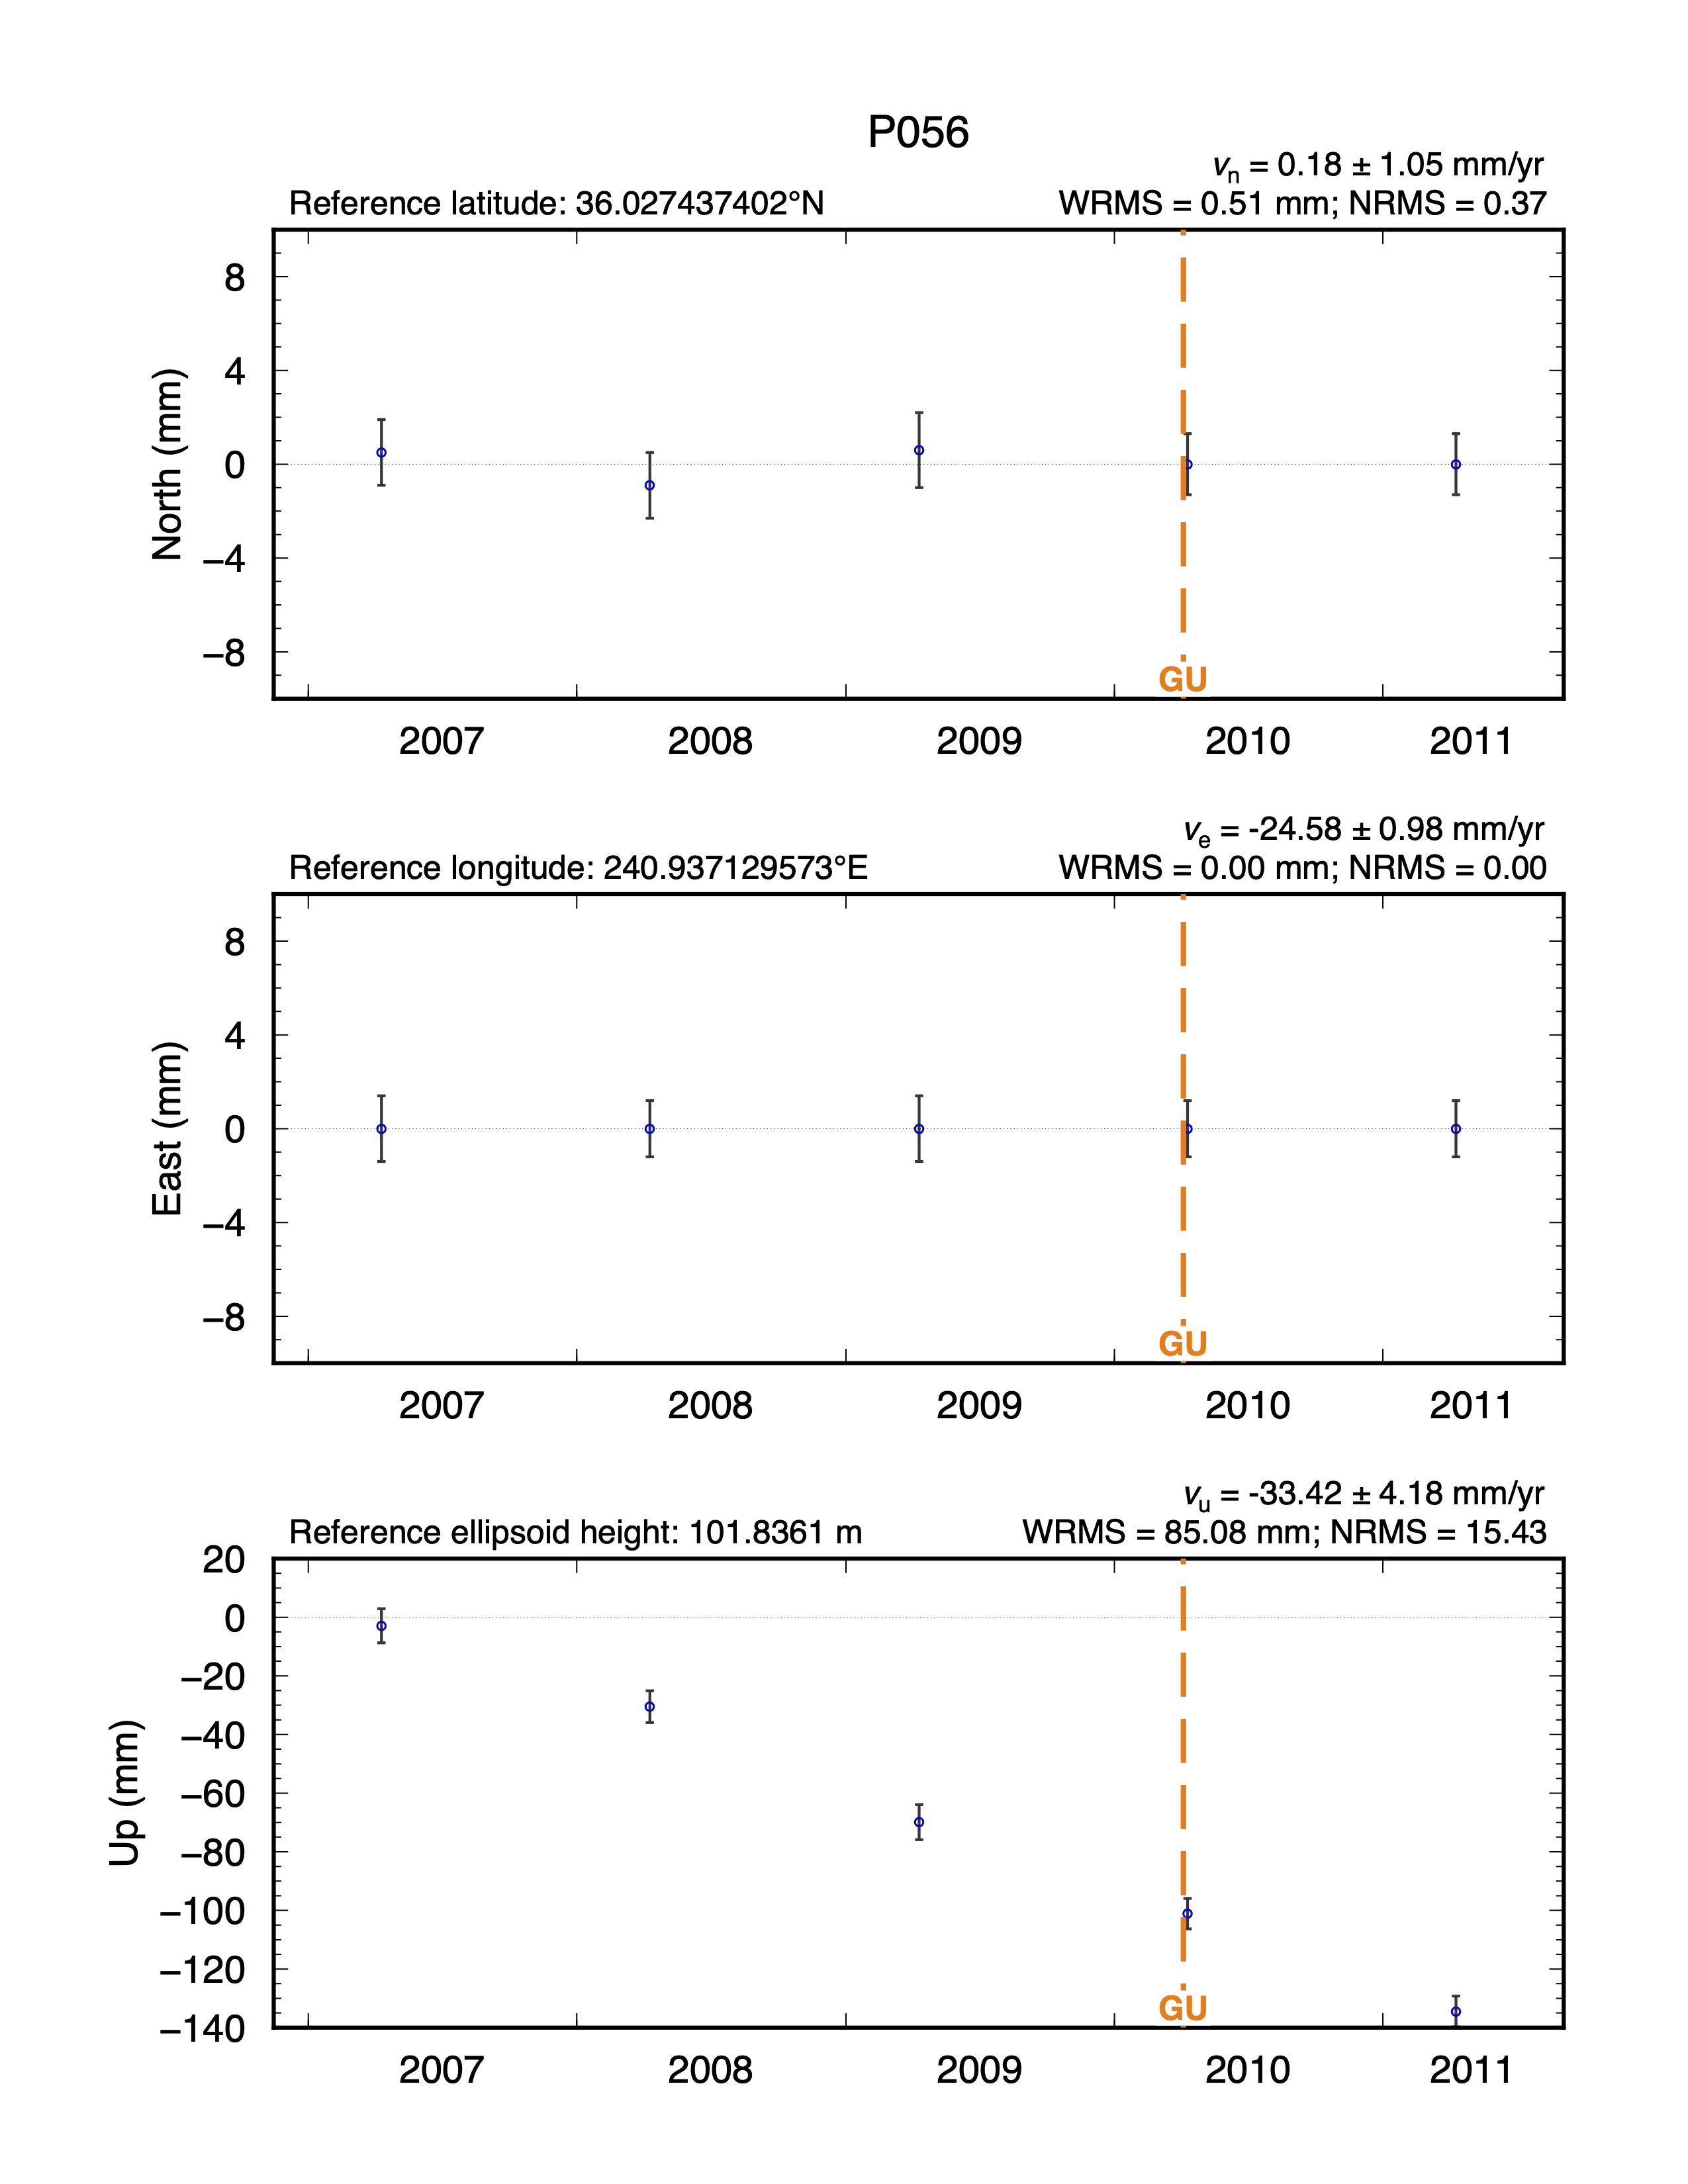 P056
vn = 0.18 ± 1.05 mm/yr
Reference latitude: 36.027437402°N
WRMS = 0.51 mm; NRMS = 0.37
North (mm)
8
4
0
−4
−8
GU
2007 2008 2009 2010 2011
ve = -24.58 ± 0.98 mm/yr
Reference longitude: 240.937129573°E
WRMS = 0.00 mm; NRMS = 0.00
East (mm)
8
4
0
−4
−8
GU
2007 2008 2009 2010 2011
vu = -33.42 ± 4.18 mm/yr
Reference ellipsoid height: 101.8361 m
WRMS = 85.08 mm; NRMS = 15.43
Up (mm)
20
0
−20
−40
−60
−80
−100
−120
−140
GU
2007 2008 2009 2010 2011